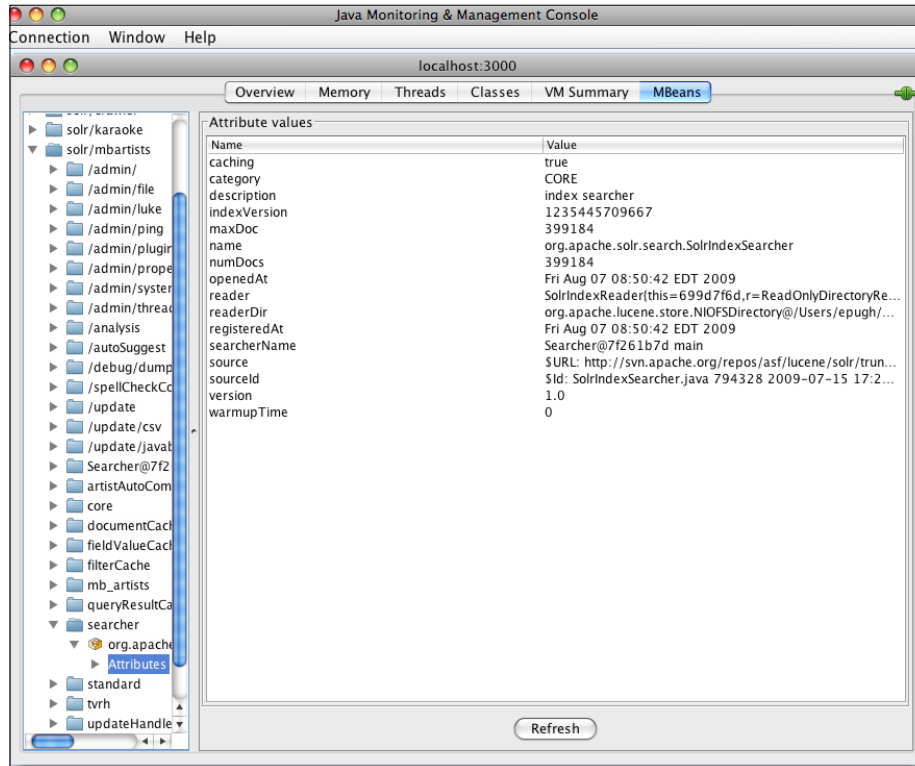 Java Monitoring & Management Console
Connection Window Help
localhost:3000
Overview Memory Threads Classes VM Summary MBeans
solr/karaoke
solr/mbartists
/admin/
/admin/file
/admin/luke
/admin/ping
/admin/plugin
/admin/prope
/admin/syster
/admin/thread
/analysis
/autoSuggest
/debug/dump
/spellCheckCo
/update
/update/csv
/update/javab
Searcher@7f2
artistAutoCom
core
documentCach
fieldValueCach
filterCache
mb_artists
queryResultCa
searcher
org.apache
Attributes
standard
tvrh
updateHandle
Attribute values
Name Value
caching true
category CORE
description index searcher
indexVersion 1235445709667
maxDoc 399184
name org.apache.solr.search.SolrIndexSearcher
numDocs 399184
openedAt Fri Aug 07 08:50:42 EDT 2009
reader SolrIndexReader{this=699d7f6d,r=ReadOnlyDirectoryRe...
readerDir org.apache.lucene.store.NIOFSDirectory@/Users/epugh/...
registeredAt Fri Aug 07 08:50:42 EDT 2009
searcherName Searcher@7f261b7d main
source $URL: http://svn.apache.org/repos/asf/lucene/solr/trun...
sourceId $Id: SolrIndexSearcher.java 794328 2009-07-15 17:2...
version 1.0
warmupTime 0
Refresh